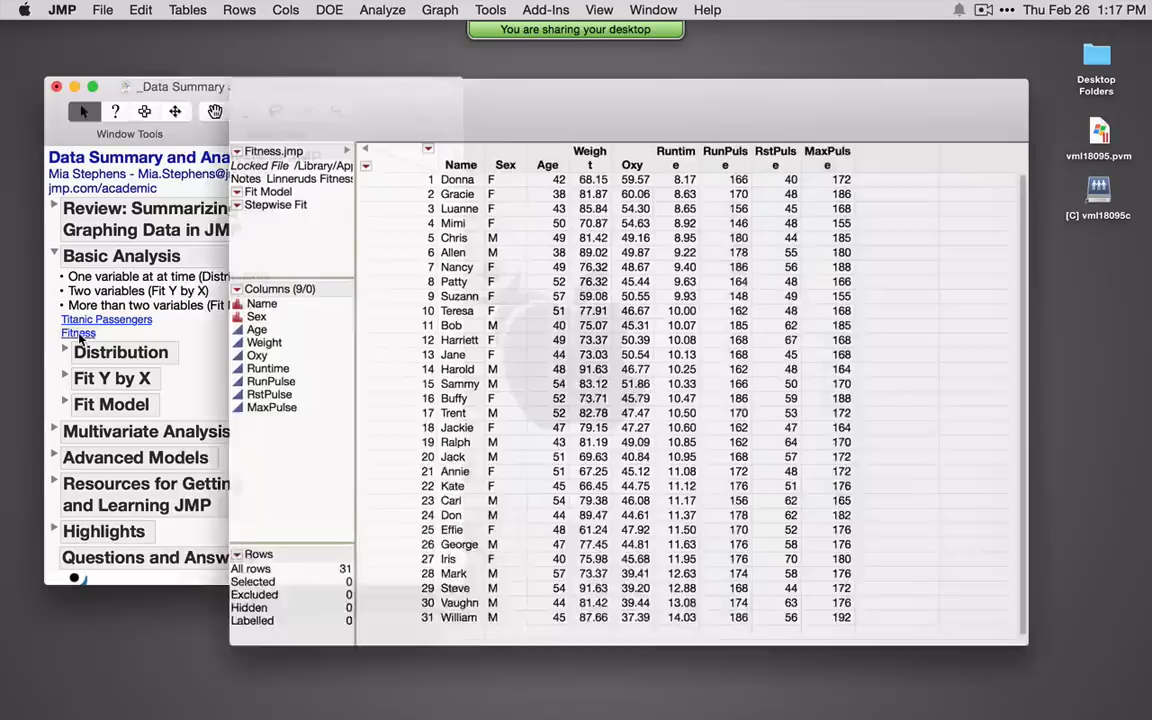 JMP File Edit Tables Rows Cols DOE Analyze Graph Tools Add-Ins View Window Help Thu Feb 26 1:17 PM
You are sharing your desktop
Desktop
Folders
vml18095.pvm
[C] vml18095c
_Data Summary
Window Tools
Data Summary and Ana
Mia Stephens - Mia.Stephens@j
jmp.com/academic
Review: Summarizin
Graphing Data in JM
Basic Analysis
• One variable at at time (Distr
• Two variables (Fit Y by X)
• More than two variables (Fit
Titanic Passengers
Fitness
Distribution
Fit Y by X
Fit Model
Multivariate Analysis
Advanced Models
Resources for Gettin
and Learning JMP
Highlights
Questions and Answ
Fitness.jmp
Locked File /Library/App
Notes Linneruds Fitness
Fit Model
Stepwise Fit
Columns (9/0)
Name
Sex
Age
Weight
Oxy
Runtime
RunPulse
RstPulse
MaxPulse
Rows
All rows 31
Selected 0
Excluded 0
Hidden 0
Labelled 0
Weigh Runtim RunPuls RstPuls MaxPuls
Name Sex Age t Oxy e e e e
1 Donna F 42 68.15 59.57 8.17 166 40 172
2 Gracie F 38 81.87 60.06 8.63 170 48 186
3 Luanne F 43 85.84 54.30 8.65 156 45 168
4 Mimi F 50 70.87 54.63 8.92 146 48 155
5 Chris M 49 81.42 49.16 8.95 180 44 185
6 Allen M 38 89.02 49.87 9.22 178 55 180
7 Nancy F 49 76.32 48.67 9.40 186 56 188
8 Patty F 52 76.32 45.44 9.63 164 48 166
9 Suzann F 57 59.08 50.55 9.93 148 49 155
10 Teresa F 51 77.91 46.67 10.00 162 48 168
11 Bob M 40 75.07 45.31 10.07 185 62 185
12 Harriett F 49 73.37 50.39 10.08 168 67 168
13 Jane F 44 73.03 50.54 10.13 168 45 168
14 Harold M 48 91.63 46.77 10.25 162 48 164
15 Sammy M 54 83.12 51.86 10.33 166 50 170
16 Buffy F 52 73.71 45.79 10.47 186 59 188
17 Trent M 52 82.78 47.47 10.50 170 53 172
18 Jackie F 47 79.15 47.27 10.60 162 47 164
19 Ralph M 43 81.19 49.09 10.85 162 64 170
20 Jack M 51 69.63 40.84 10.95 168 57 172
21 Annie F 51 67.25 45.12 11.08 172 48 172
22 Kate F 45 66.45 44.75 11.12 176 51 176
23 Carl M 54 79.38 46.08 11.17 156 62 165
24 Don M 44 89.47 44.61 11.37 178 62 182
25 Effie F 48 61.24 47.92 11.50 170 52 176
26 George M 47 77.45 44.81 11.63 176 58 176
27 Iris F 40 75.98 45.68 11.95 176 70 180
28 Mark M 57 73.37 39.41 12.63 174 58 176
29 Steve M 54 91.63 39.20 12.88 168 44 172
30 Vaughn M 44 81.42 39.44 13.08 174 63 176
31 William M 45 87.66 37.39 14.03 186 56 192